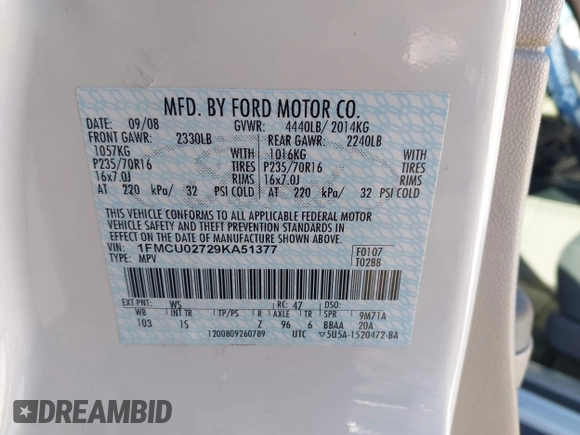 MFD. BY FORD MOTOR CO.
DATE: 09/08 GVWR: 4440LB/ 2014KG
FRONT GAWR: 2330LB REAR GAWR: 2240LB
1057KG WITH 1016KG WITH
P235/70R16 TIRES P235/70R16 TIRES
16x7.0J RIMS 16x7.0J RIMS
AT 220 kPa/ 32 PSI COLD AT 220 kPa/ 32 PSI COLD
THIS VEHICLE CONFORMS TO ALL APPLICABLE FEDERAL MOTOR
VEHICLE SAFETY AND THEFT PREVENTION STANDARDS IN
EFFECT ON THE DATE OF MANUFACTURE SHOWN ABOVE.
VIN: 1FMCU02729KA51377 F0107
TYPE: MPV T0288
EXT PNT: WS RC: 47 DSO:
WB INT TR TP/PS R AXLE TR SPR 9M71A
103 IS Z 96 6 BBAA 20A
1200809260789 UTC ▽5U5A-1520472-BA
DREAMBID